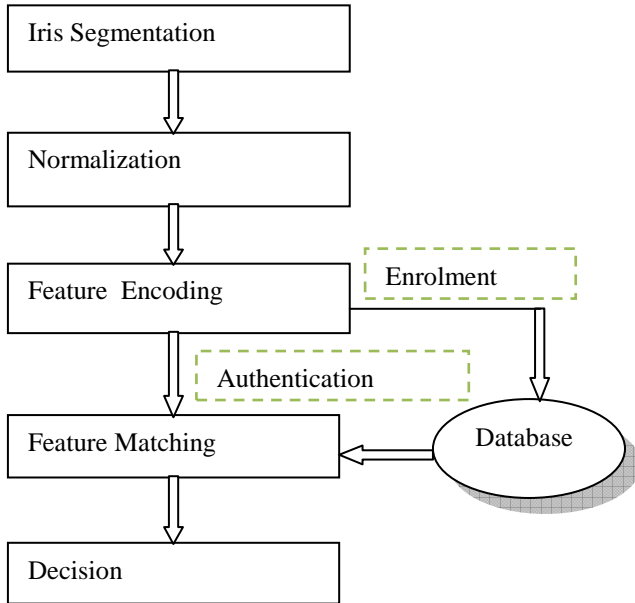 Iris Segmentation
Normalization
Enrolment
Feature Encoding
Authentication
Feature Matching
Database
Decision